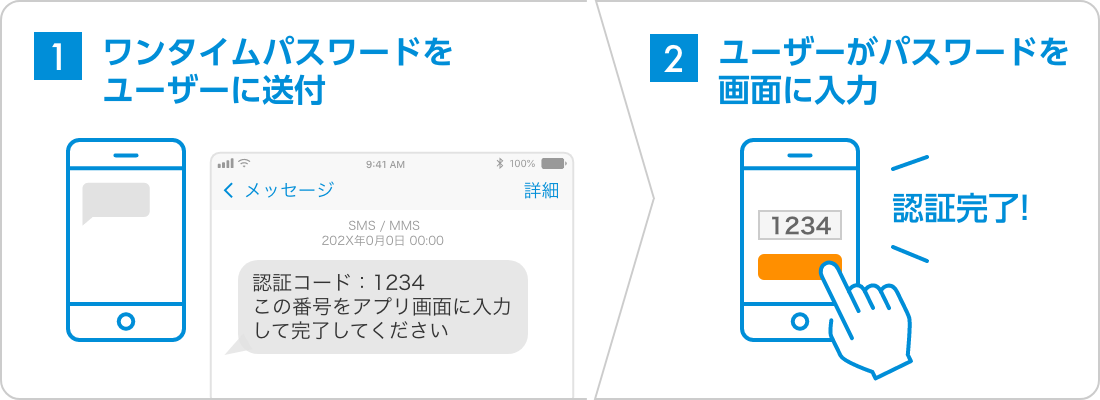 1
ワンタイムパスワードを
ユーザーに送付
9:41 AM
100%
メッセージ
詳細
SMS / MMS
202X年0月0日 00:00
認証コード：1234
この番号をアプリ画面に入力
して完了してください
2
ユーザーがパスワードを
画面に入力
1234
認証完了!